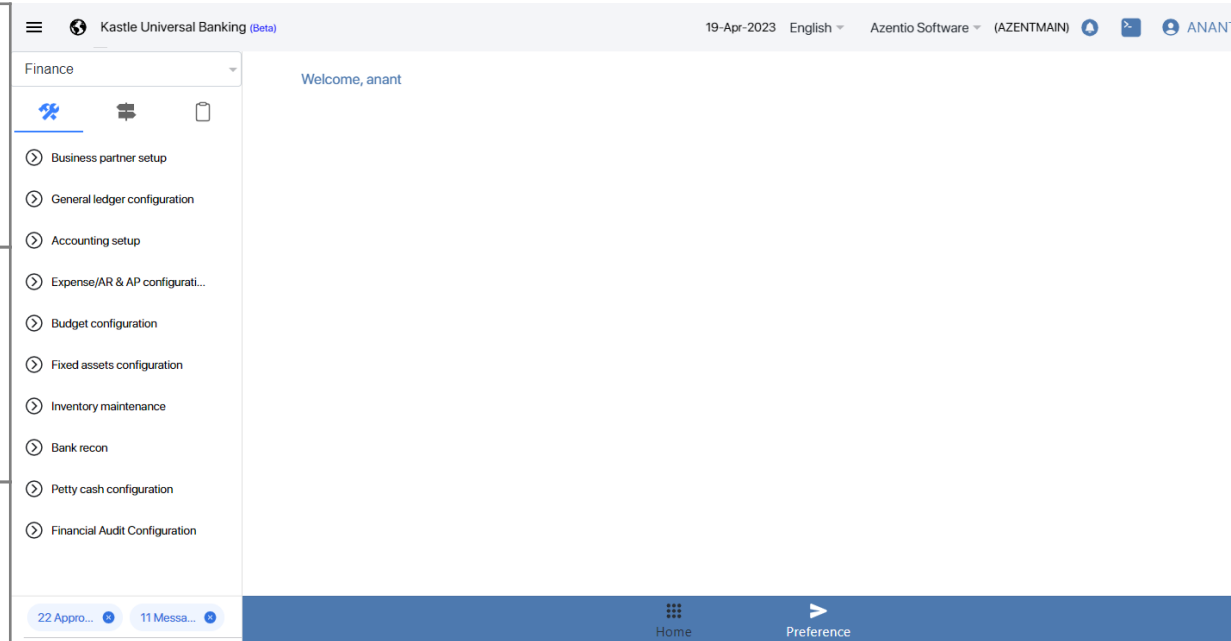 Kastle Universal Banking (Beta)
19-Apr-2023 English Azentio Software (AZENTMAIN) ANANT
Finance
Welcome, anant
Business partner setup
General ledger configuration
Accounting setup
Expense/AR & AP configurati...
Budget configuration
Fixed assets configuration
Inventory maintenance
Bank recon
Petty cash configuration
Financial Audit Configuration
22 Appro... 11 Messa...
Home Preference